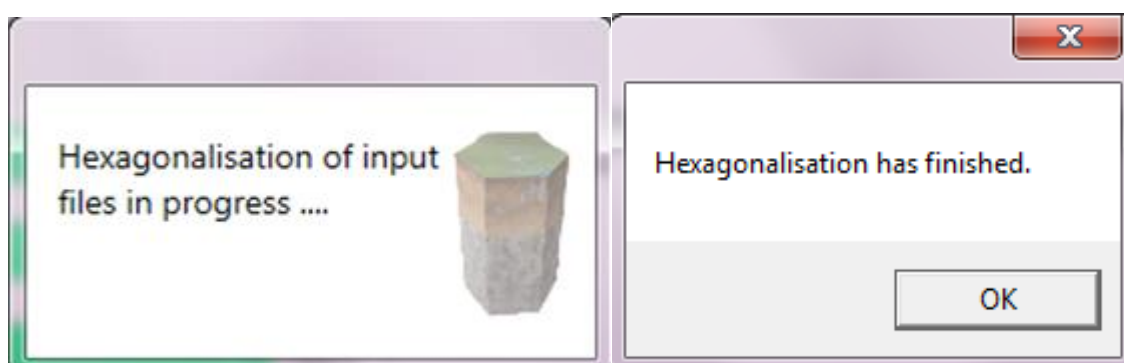 Hexagonalisation of input
files in progress ....
Hexagonalisation has finished.
OK